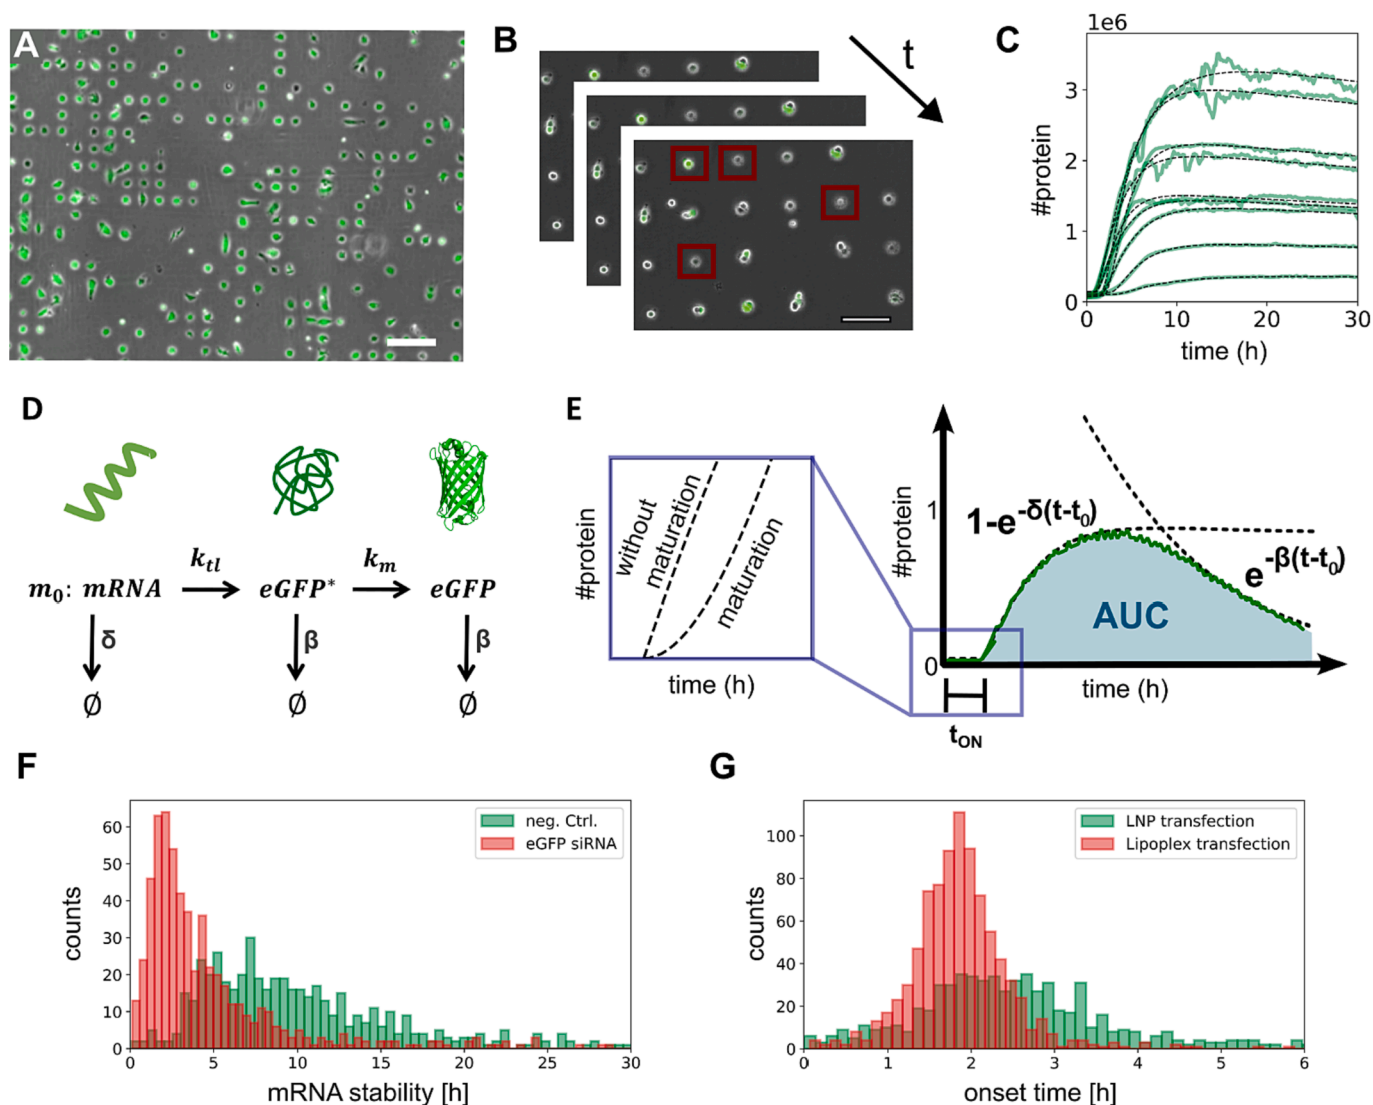 A
B
t
C
1e6
#protein
3
2
1
0
0 10 20 30
time (h)
D
m₀: mRNA
k_tl
eGFP*
k_m
eGFP
δ
β
β
∅
∅
∅
E
#protein
without
maturation
maturation
time (h)
#protein
1
0
1-e^-δ(t-t₀)
e^-β(t-t₀)
AUC
time (h)
t_ON
F
counts
60
50
40
30
20
10
0
neg. Ctrl.
eGFP siRNA
0 5 10 15 20 25 30
mRNA stability [h]
G
counts
100
80
60
40
20
0
LNP transfection
Lipoplex transfection
0 1 2 3 4 5 6
onset time [h]